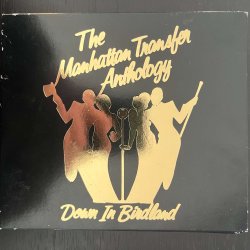 The
Manhattan Transfer
Anthology
Down In Birdland